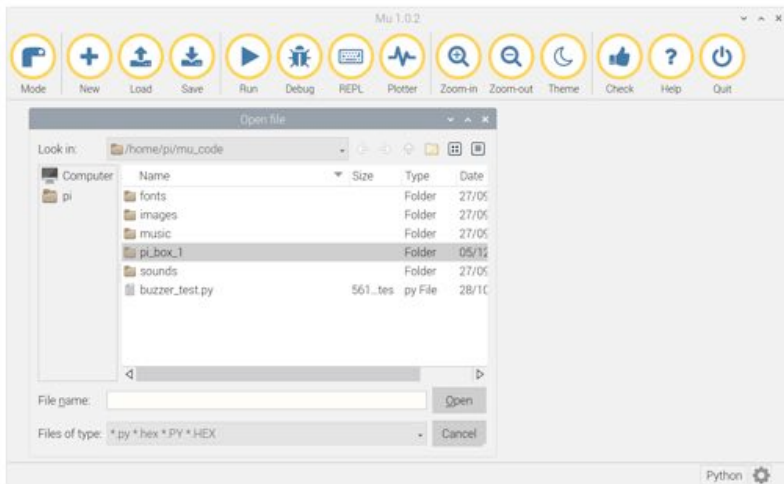 Mu 1.0.2
Mode New Load Save Run Debug REPL Plotter Zoom-in Zoom-out Theme Check Help Quit
Open file
Look in: /home/pi/mu_code
Computer
pi
Name Size Type Date
fonts Folder 27/09
images Folder 27/09
music Folder 27/09
pi_box_1 Folder 05/12
sounds Folder 27/09
buzzer_test.py 561...tes py File 28/10
File name: Open
Files of type: *.py *.hex *.PY *.HEX Cancel
Python